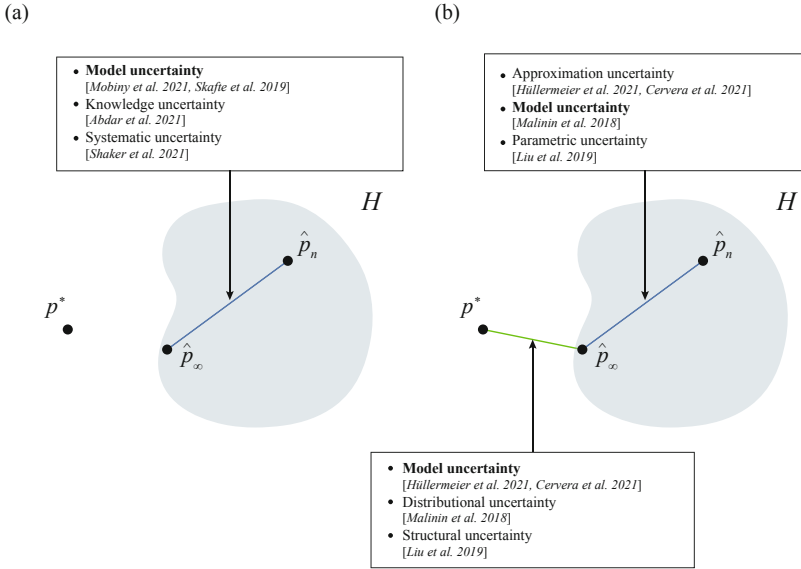 (a)
• Model uncertainty
[Mobiny et al. 2021, Skafte et al. 2019]
• Knowledge uncertainty
[Abdar et al. 2021]
• Systematic uncertainty
[Shaker et al. 2021]
H
p̂ₙ
p*
p̂∞
(b)
• Approximation uncertainty
[Hüllermeier et al. 2021, Cervera et al. 2021]
• Model uncertainty
[Malinin et al. 2018]
• Parametric uncertainty
[Liu et al. 2019]
H
p̂ₙ
p*
p̂∞
• Model uncertainty
[Hüllermeier et al. 2021, Cervera et al. 2021]
• Distributional uncertainty
[Malinin et al. 2018]
• Structural uncertainty
[Liu et al. 2019]